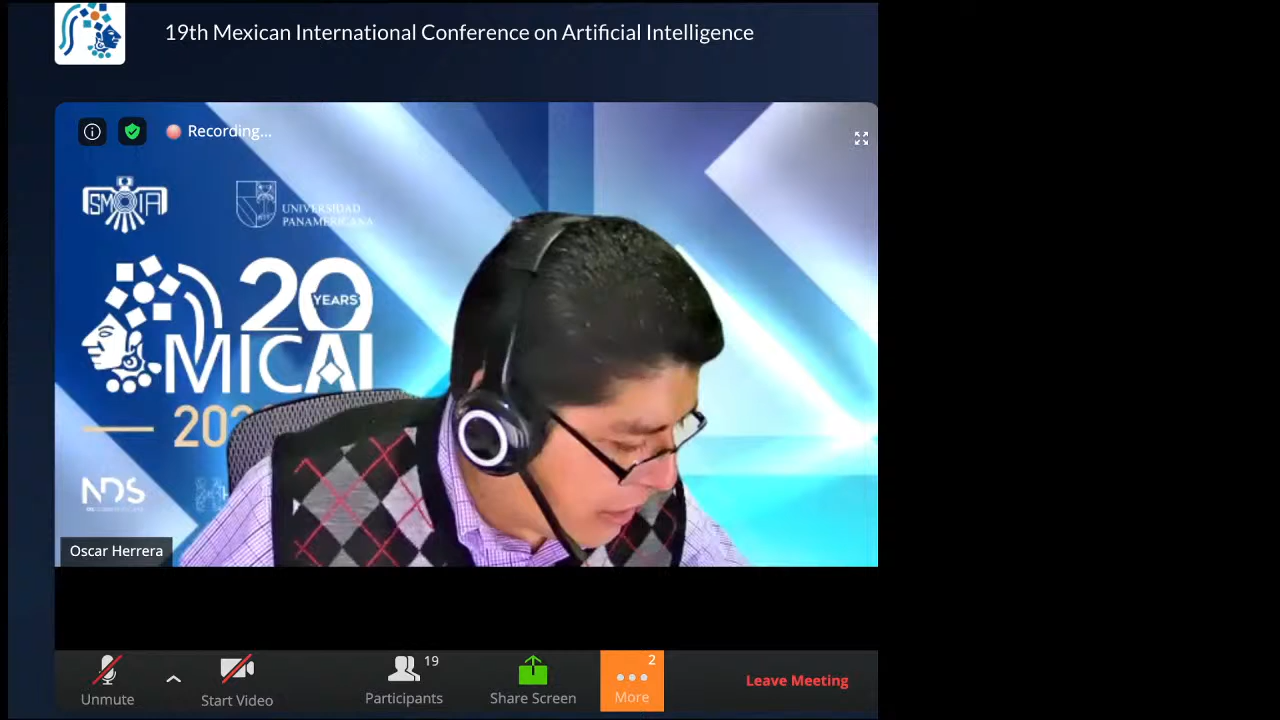 19th Mexican International Conference on Artificial Intelligence
Recording...
SMIA
UNIVERSIDAD
PANAMERICANA
20
YEARS
MICAI
202
NDS
Oscar Herrera
19
2
Unmute
Start Video
Participants
Share Screen
More
Leave Meeting